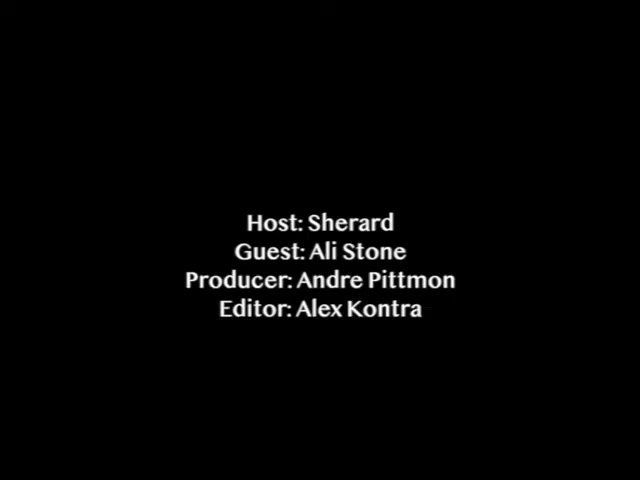 Host: Sherard
Guest: Ali Stone
Producer: Andre Pittmon
Editor: Alex Kontra